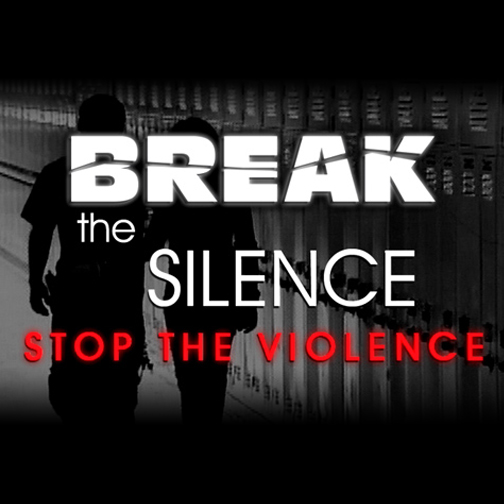 BREAK
the
SILENCE
STOP THE VIOLENCE